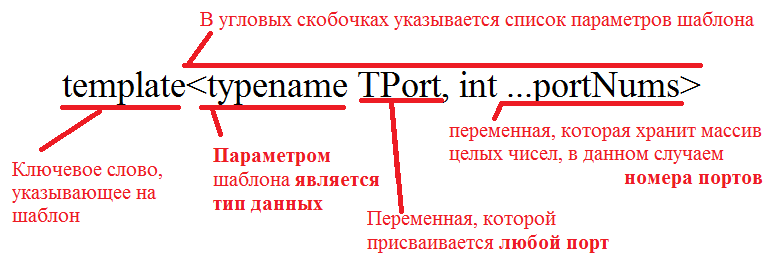 В угловых скобочках указывается список параметров шаблона
template<typename TPort, int ...portNums>
Ключевое слово,
указывающее на
шаблон
Параметром
шаблона является
тип данных
Переменная, которой
присваивается любой порт
переменная, которая хранит массив
целых чисел, в данном случаем
номера портов